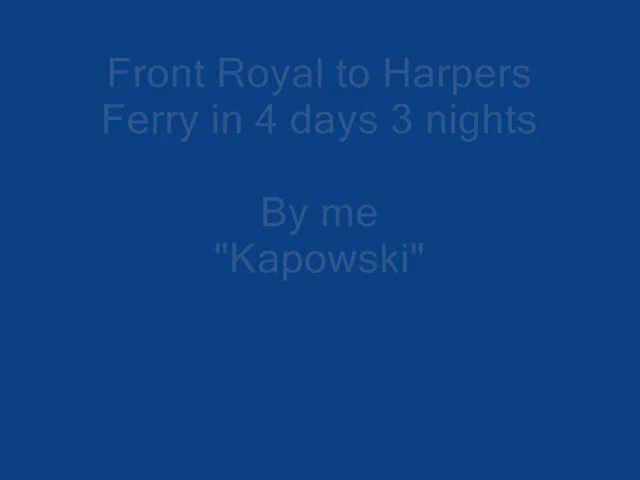 Front Royal to Harpers
Ferry in 4 days 3 nights
By me
"Kapowski"